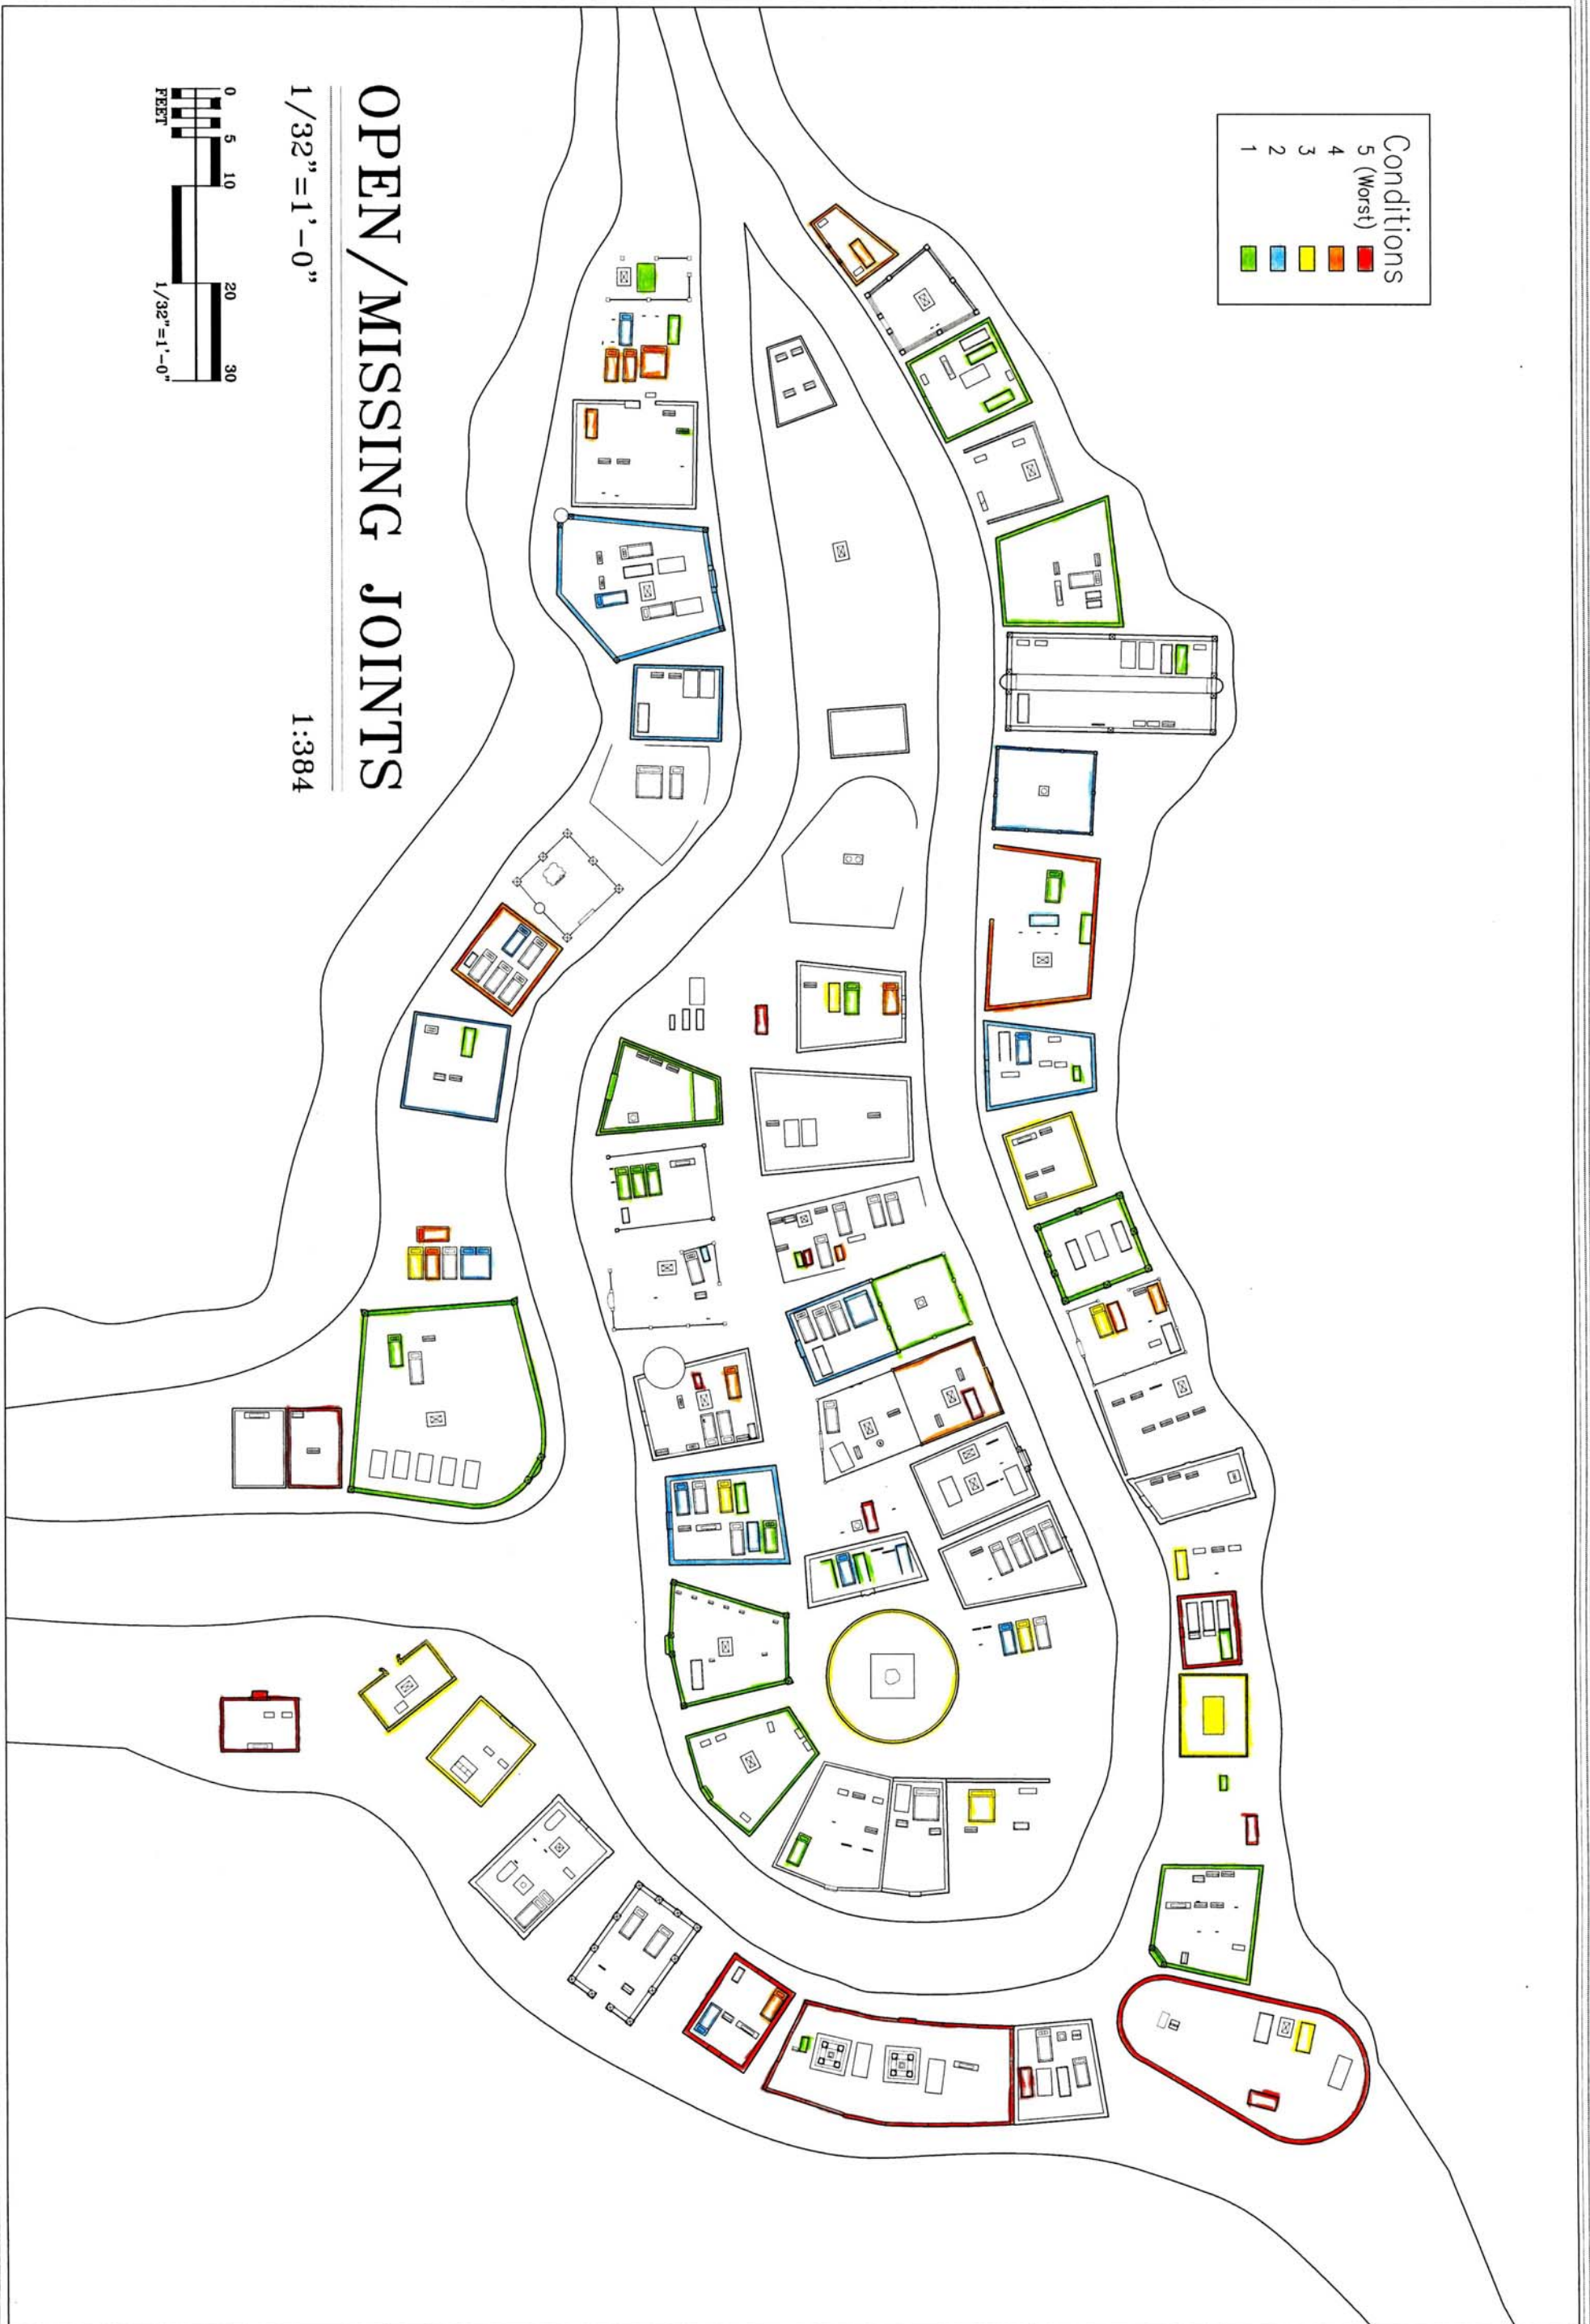 Conditions
5 (Worst)
4
3
2
1
OPEN/MISSING JOINTS
1/32"=1'-0" 1:384
0 5 10 20 30
FEET 1/32"=1'-0"